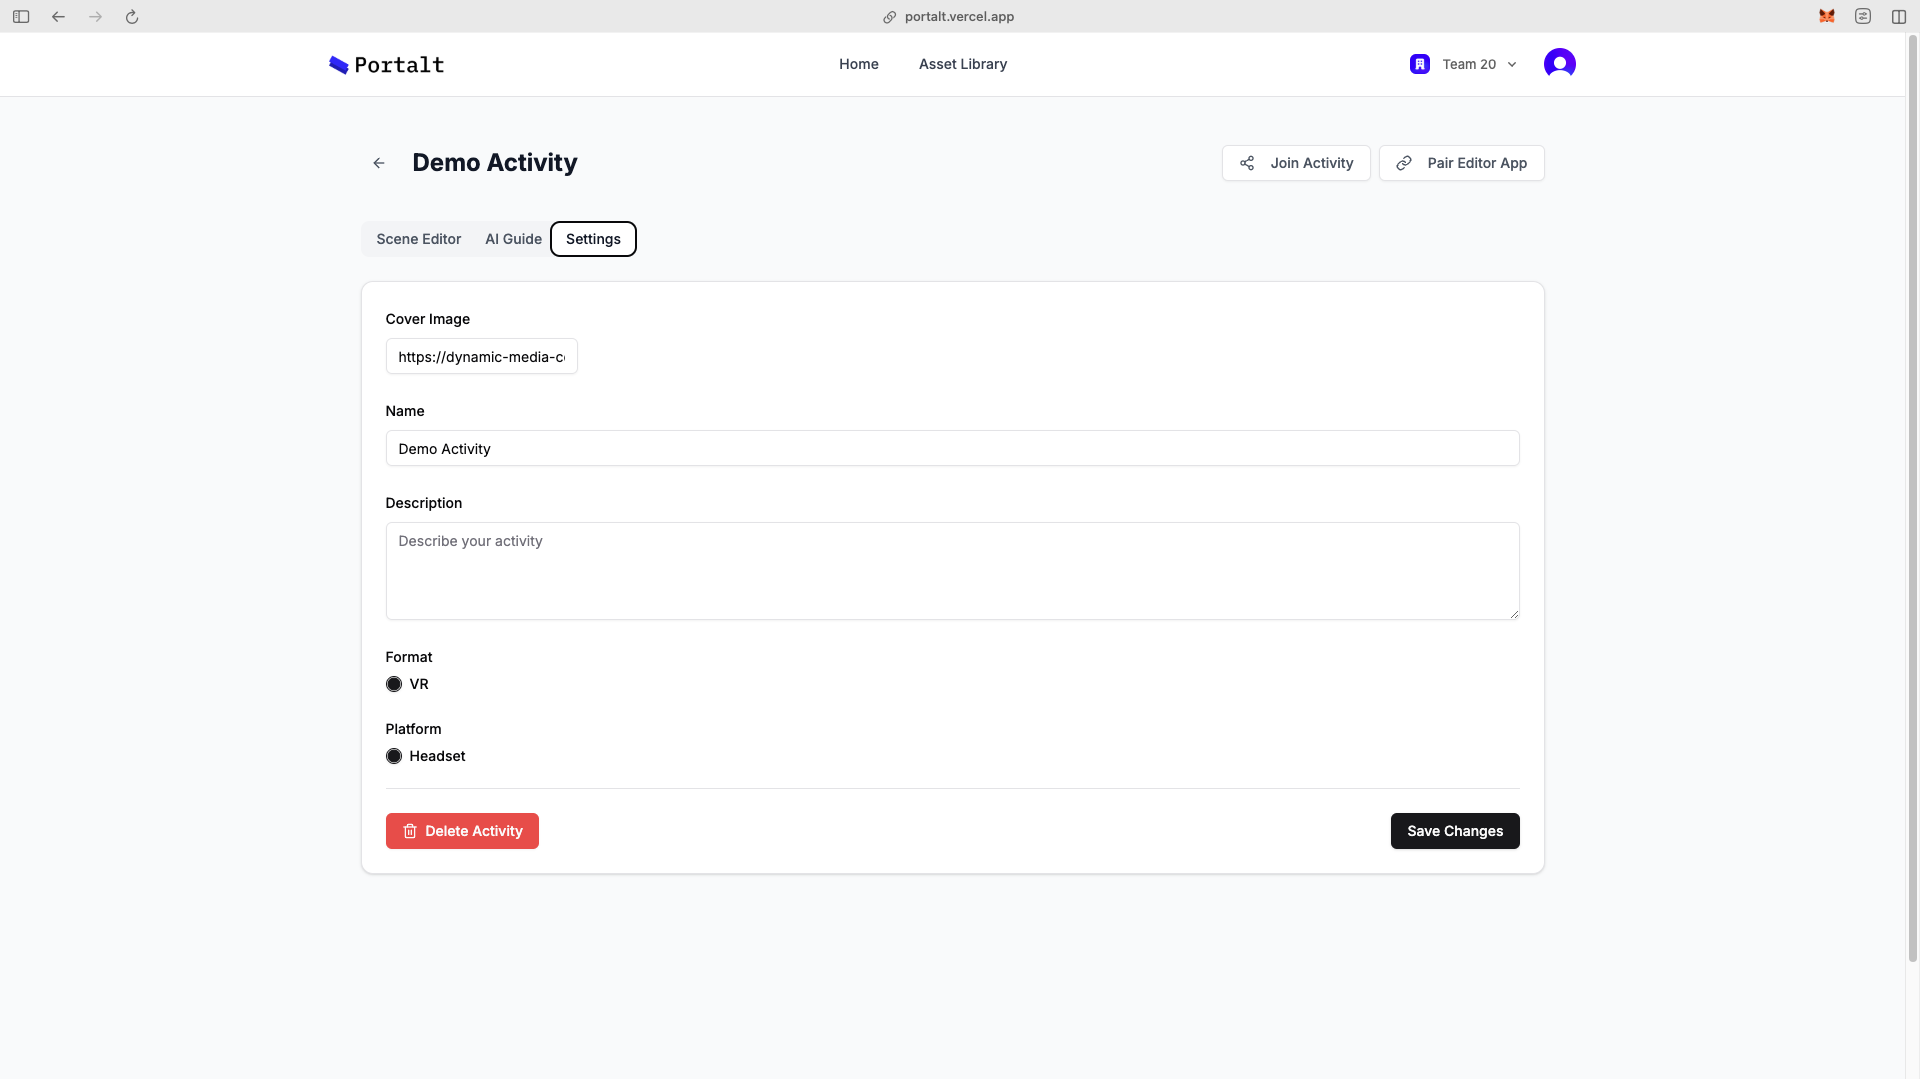 portalt.vercel.app
Portalt
Home
Asset Library
Team 20
Demo Activity
Join Activity
Pair Editor App
Scene Editor
AI Guide
Settings
Cover Image
https://dynamic-media-c
Name
Demo Activity
Description
Describe your activity
Format
VR
Platform
Headset
Delete Activity
Save Changes